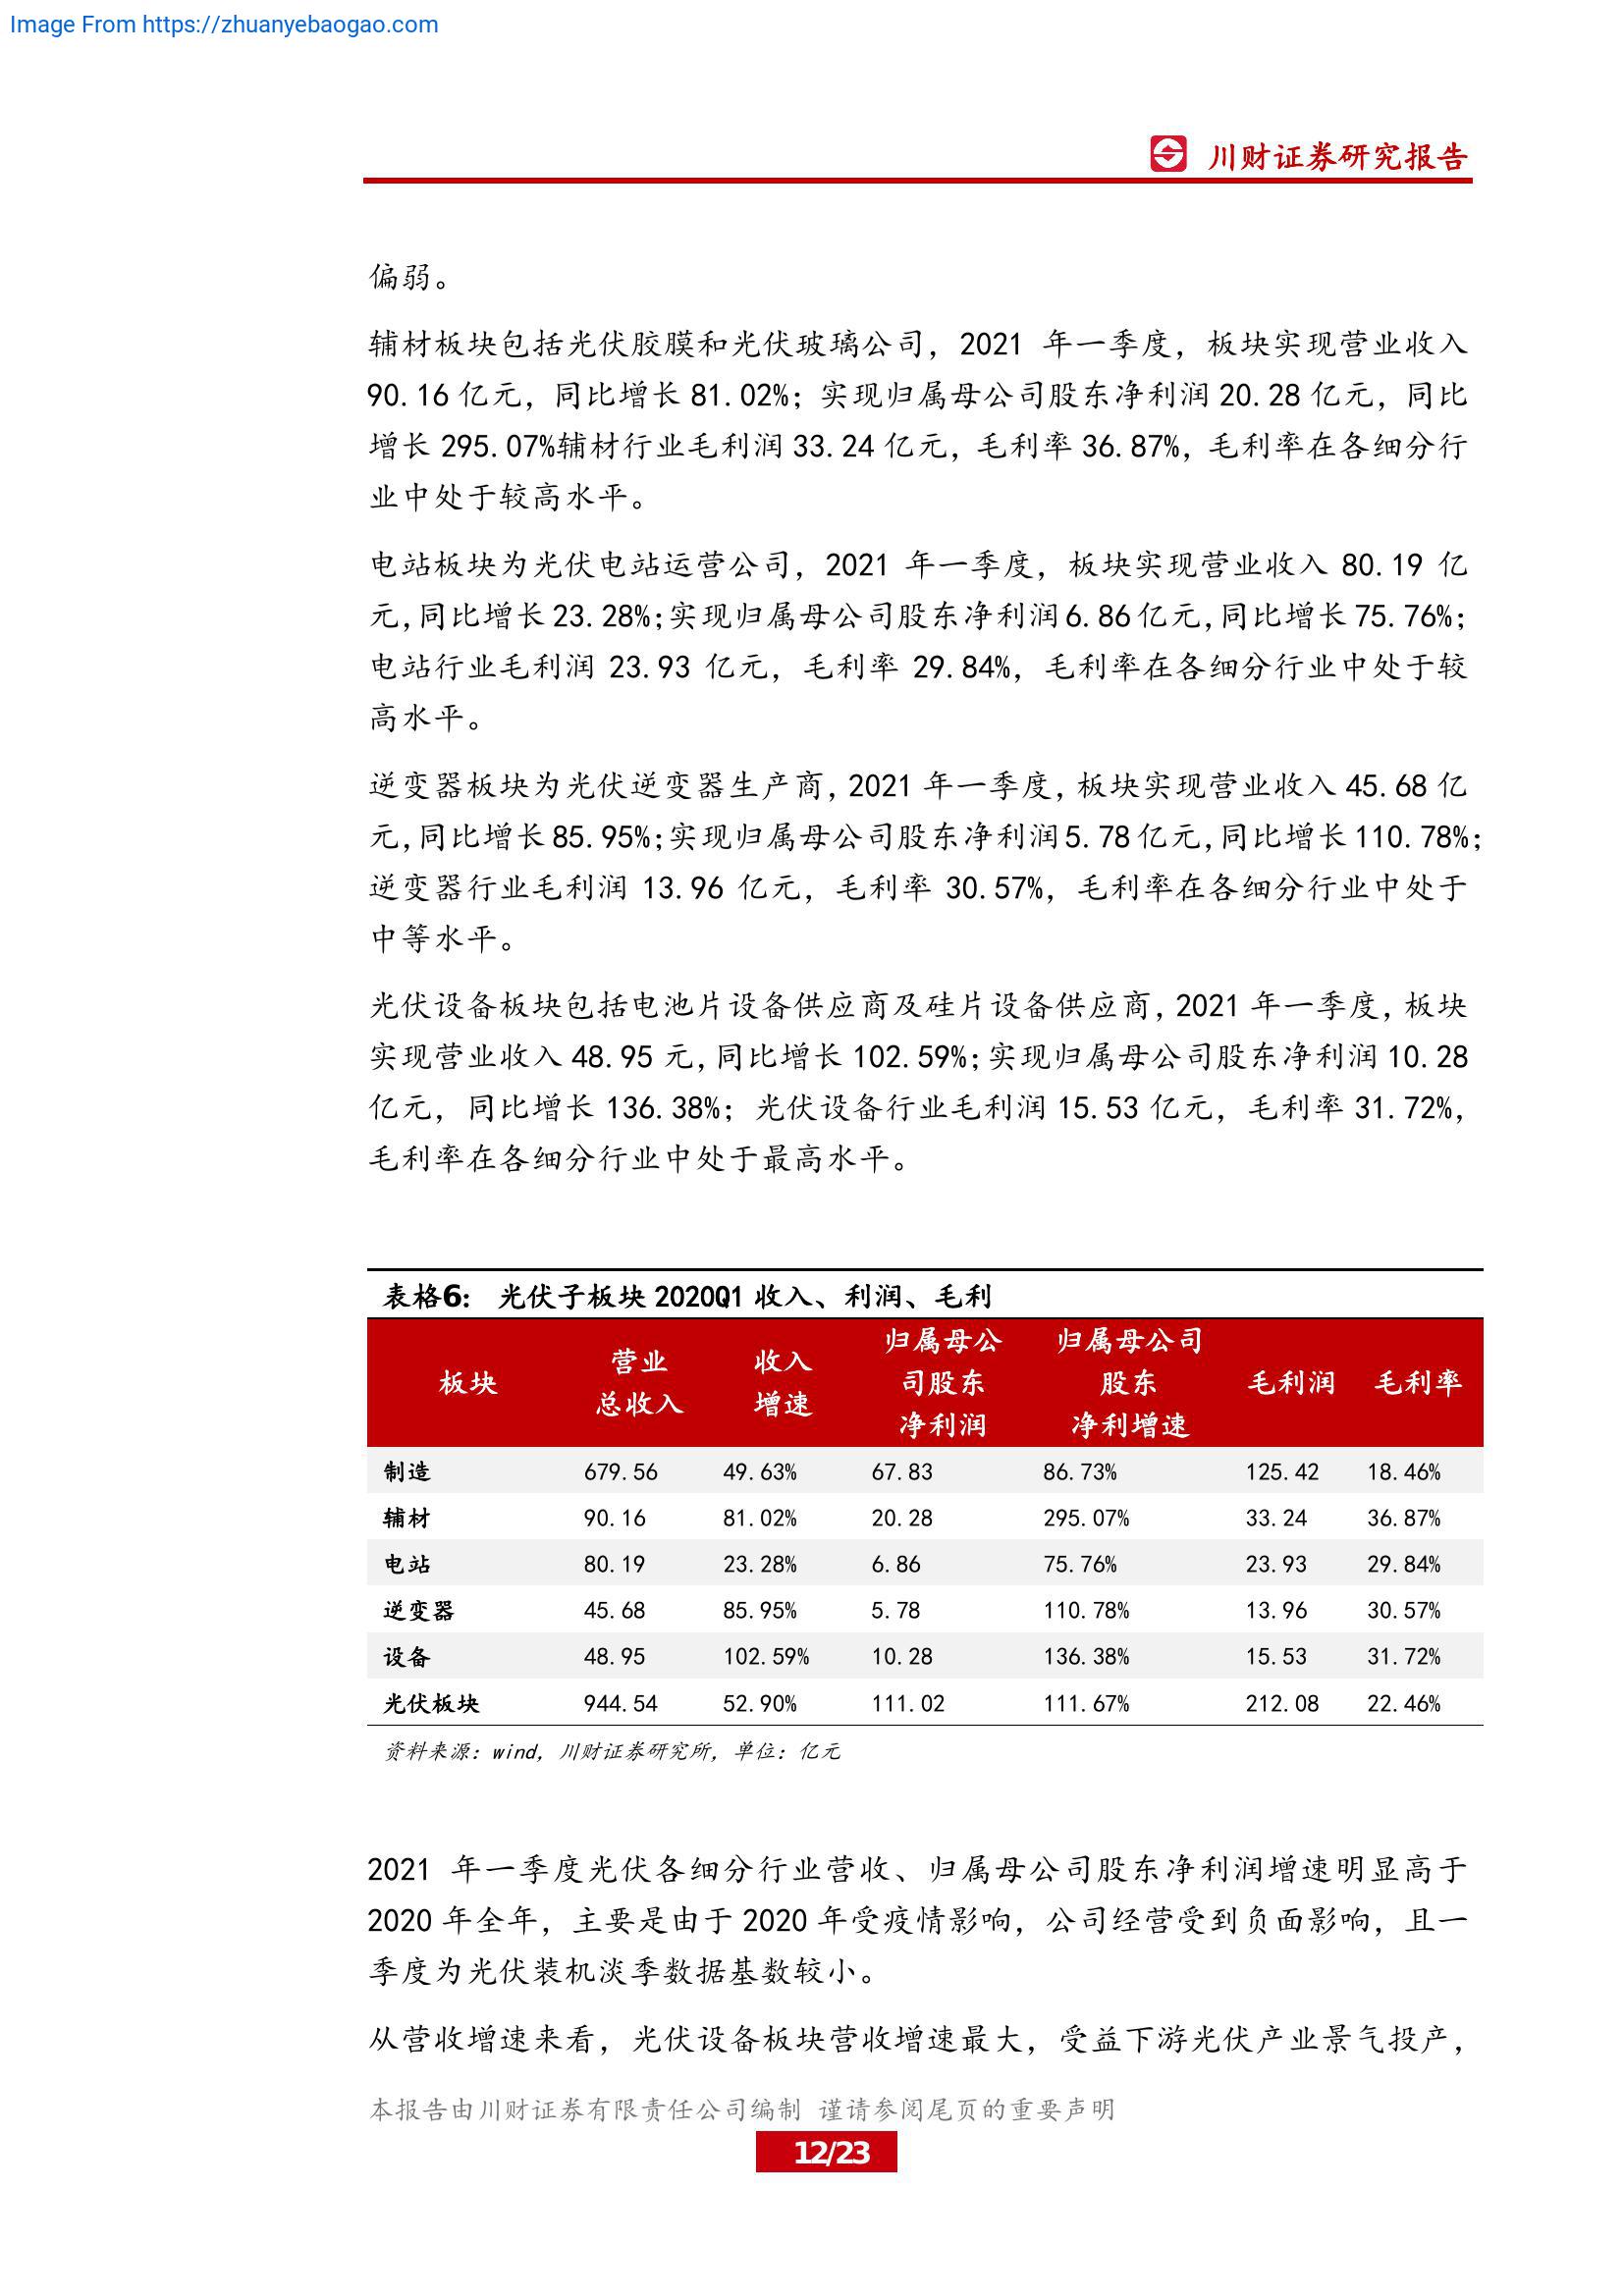 Image From https://zhuanyebaogao.com
川财证券研究报告
偏弱。
辅材板块包括光伏胶膜和光伏玻璃公司，2021 年一季度，板块实现营业收入
90.16 亿元，同比增长 81.02%；实现归属母公司股东净利润 20.28 亿元，同比
增长 295.07%辅材行业毛利润 33.24 亿元，毛利率 36.87%，毛利率在各细分行
业中处于较高水平。
电站板块为光伏电站运营公司，2021 年一季度，板块实现营业收入 80.19 亿
元，同比增长 23.28%；实现归属母公司股东净利润 6.86 亿元，同比增长 75.76%；
电站行业毛利润 23.93 亿元，毛利率 29.84%，毛利率在各细分行业中处于较
高水平。
逆变器板块为光伏逆变器生产商，2021 年一季度，板块实现营业收入 45.68 亿
元，同比增长 85.95%；实现归属母公司股东净利润 5.78 亿元，同比增长 110.78%；
逆变器行业毛利润 13.96 亿元，毛利率 30.57%，毛利率在各细分行业中处于
中等水平。
光伏设备板块包括电池片设备供应商及硅片设备供应商，2021 年一季度，板块
实现营业收入 48.95 元，同比增长 102.59%；实现归属母公司股东净利润 10.28
亿元，同比增长 136.38%；光伏设备行业毛利润 15.53 亿元，毛利率 31.72%，
毛利率在各细分行业中处于最高水平。
表格6： 光伏子板块 2020Q1 收入、利润、毛利
板块 营业总收入 收入增速 归属母公司股东净利润 归属母公司股东净利增速 毛利润 毛利率
制造 679.56 49.63% 67.83 86.73% 125.42 18.46%
辅材 90.16 81.02% 20.28 295.07% 33.24 36.87%
电站 80.19 23.28% 6.86 75.76% 23.93 29.84%
逆变器 45.68 85.95% 5.78 110.78% 13.96 30.57%
设备 48.95 102.59% 10.28 136.38% 15.53 31.72%
光伏板块 944.54 52.90% 111.02 111.67% 212.08 22.46%
资料来源：wind，川财证券研究所，单位：亿元
2021 年一季度光伏各细分行业营收、归属母公司股东净利润增速明显高于
2020 年全年，主要是由于 2020 年受疫情影响，公司经营受到负面影响，且一
季度为光伏装机淡季数据基数较小。
从营收增速来看，光伏设备板块营收增速最大，受益下游光伏产业景气投产，
本报告由川财证券有限责任公司编制 谨请参阅尾页的重要声明
12/23